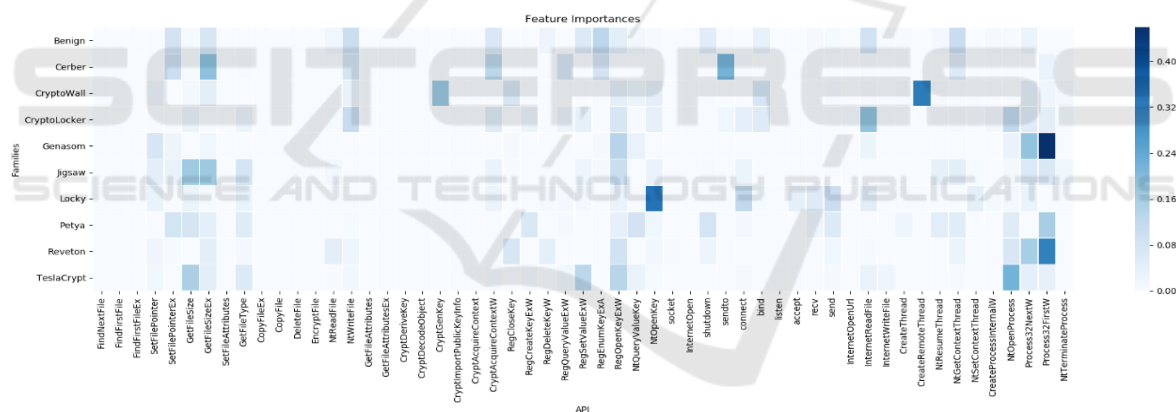 Feature Importances
SCITEPRESS
SCIENCE AND TECHNOLOGY PUBLICATIONS
Families
Benign
Cerber
CryptoWall
CryptoLocker
Genasom
Jigsaw
Locky
Petya
Reveton
TeslaCrypt
0.40
0.32
0.24
0.16
0.08
0.00
FindNextFile
FindFirstFile
FindFirstFileEx
SetFilePointer
SetFilePointerEx
GetFileSize
GetFileSizeEx
SetFileAttributes
CopyFileEx
CopyFile
DeleteFile
EncryptFile
NtReadFile
NtWriteFile
GetFileAttributes
GetFileAttributesEx
CryptDeriveKey
CryptDecodeObject
CryptGenKey
CryptImportPublicKeyInfo
CryptAcquireContext
CryptAcquireContextW
RegCloseKey
RegCreateKeyExW
RegDeleteKeyW
RegQueryValueExW
RegSetValueExW
RegEnumKeyExA
RegOpenKeyExW
NtQueryValueKey
NtOpenKey
socket
InternetOpen
shutdown
sendto
connect
bind
listen
accept
recv
send
InternetOpenUrl
InternetReadFile
InternetWriteFile
CreateThread
CreateRemoteThread
NtResumeThread
NtGetContextThread
NtSetContextThread
CreateProcessInternalW
NtOpenProcess
Process32NextW
Process32FirstW
NtTerminateProcess
API